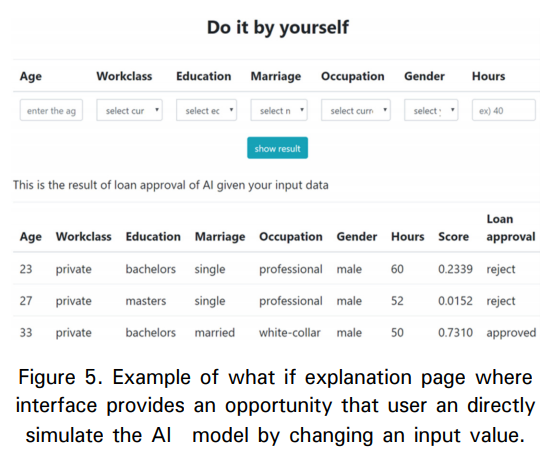 Do it by yourself
Age Workclass Education Marriage Occupation Gender Hours
enter the ag select cur select ec select n select curr select ex) 40
show result
This is the result of loan approval of AI given your input data
Age Workclass Education Marriage Occupation Gender Hours Score Loan approval
23 private bachelors single professional male 60 0.2339 reject
27 private masters single professional male 52 0.0152 reject
33 private bachelors married white-collar male 50 0.7310 approved
Figure 5. Example of what if explanation page where
interface provides an opportunity that user an directly
simulate the AI model by changing an input value.